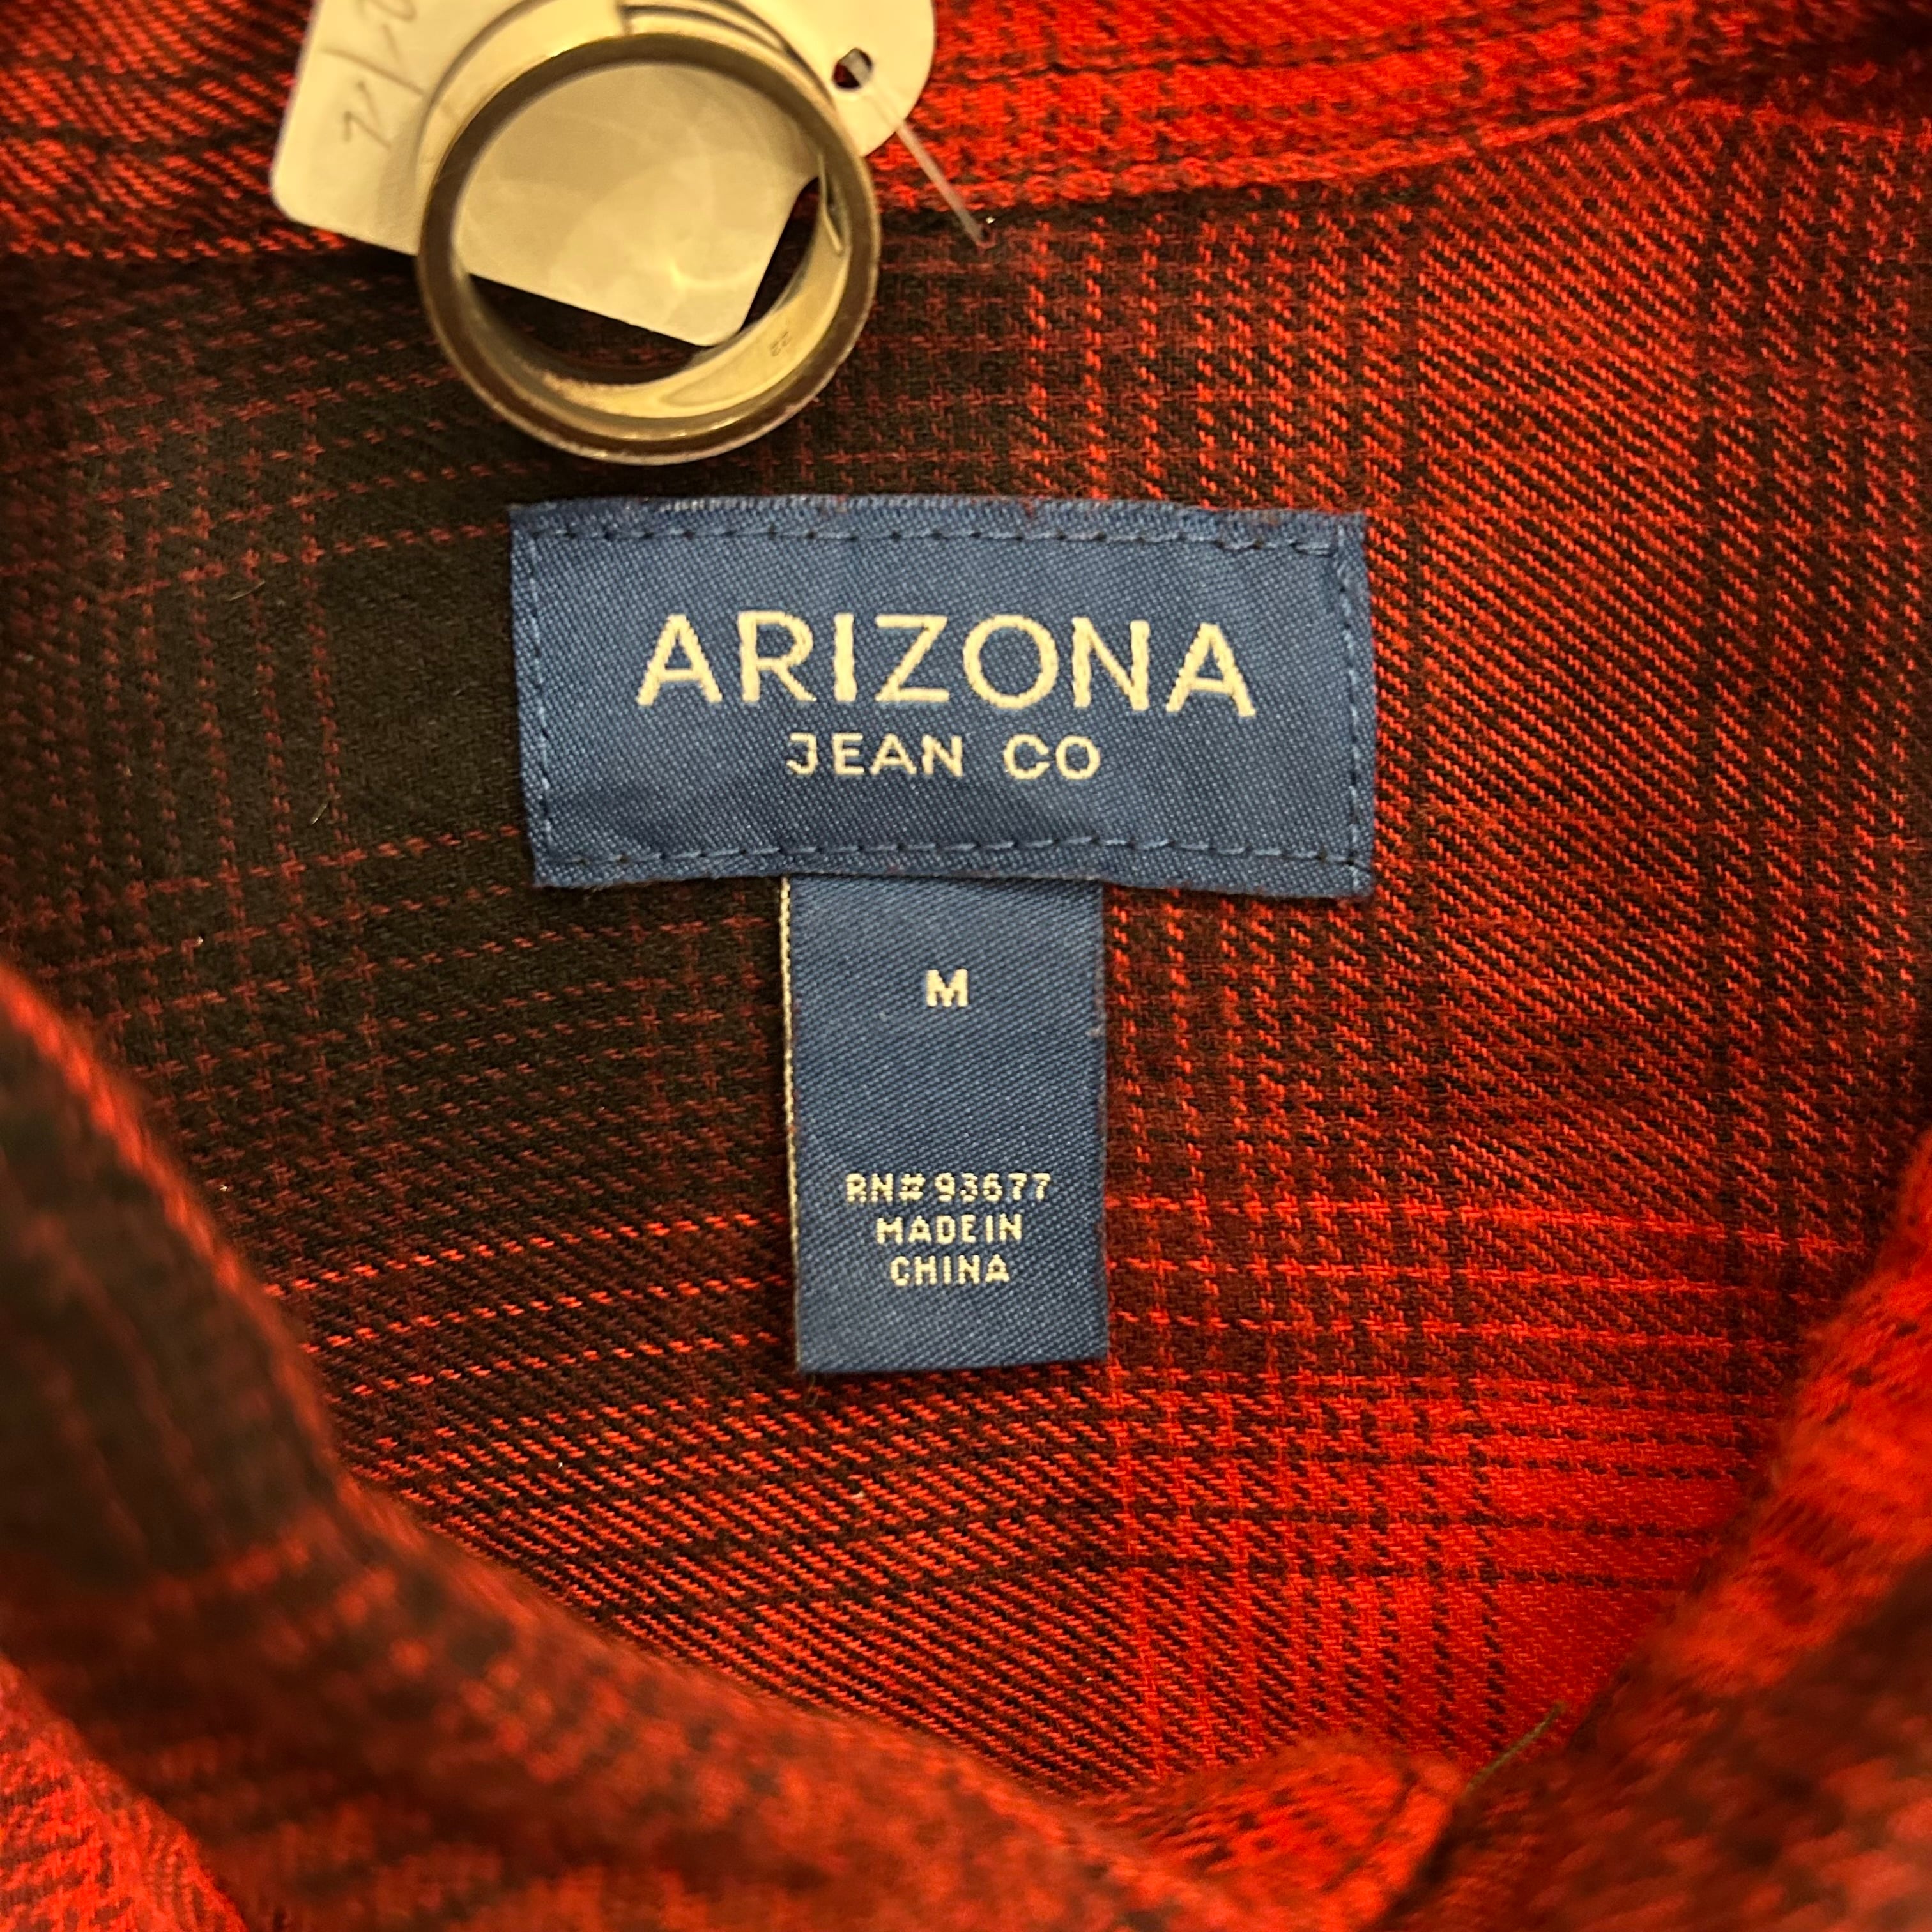 ARIZONA
JEAN CO
M
RN# 93677
MADE IN
CHINA